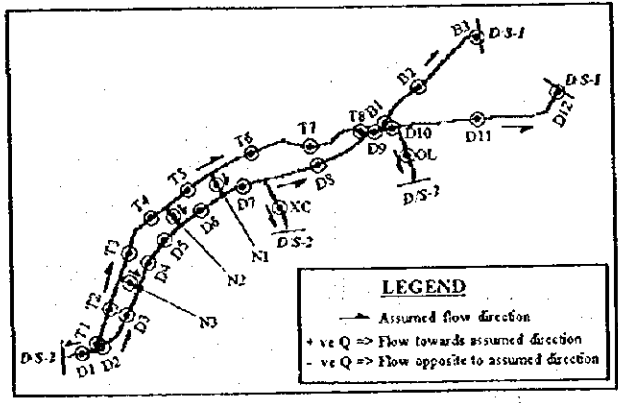 B3
D/S-1
B2
D/S-1
D12
T8
B1
T7
T6
D9
D10
D11
OL
T5
D8
D/S-3
T4
D7
XC
D6
D/S-2
N1
T3
D5
D4
N2
T2
D3
N3
T1
D1
D2
LEGEND
Assumed flow direction
+ ve Q => Flow towards assumed direction
- ve Q => Flow opposite to assumed direction